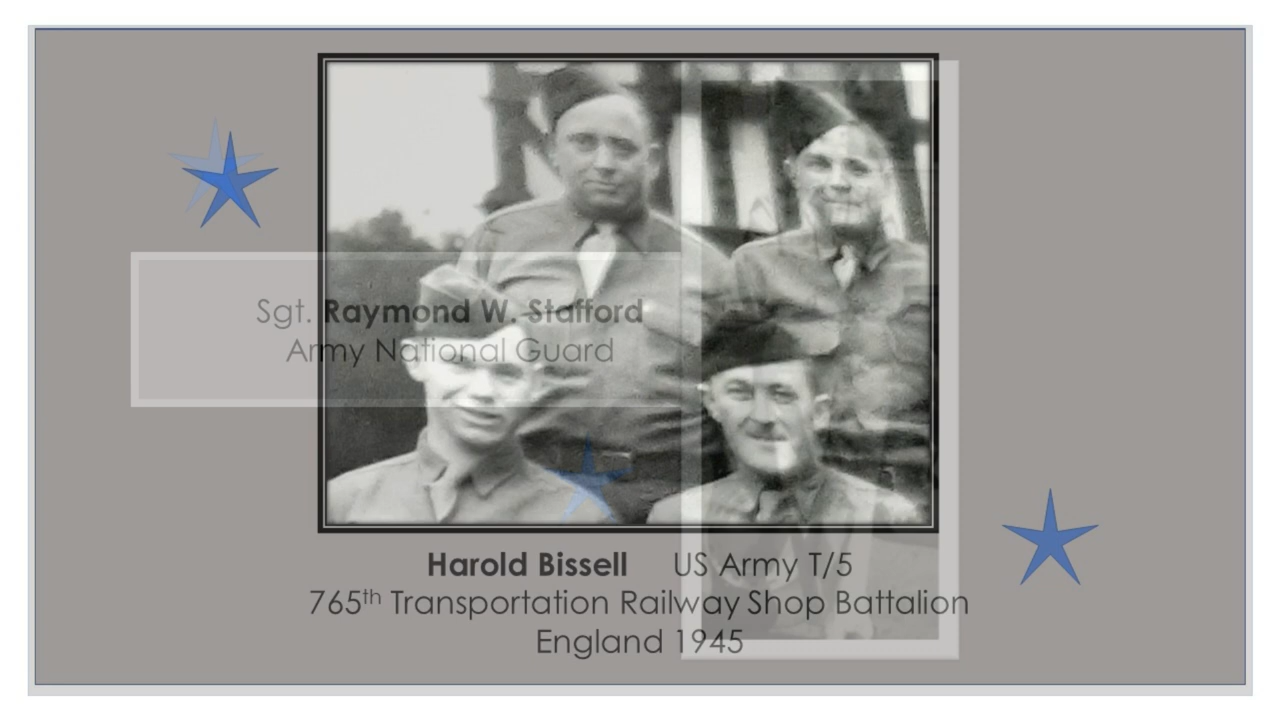 Sgt. Raymond W. Stafford
Army National Guard
Harold Bissell US Army T/5
765th Transportation Railway Shop Battalion
England 1945